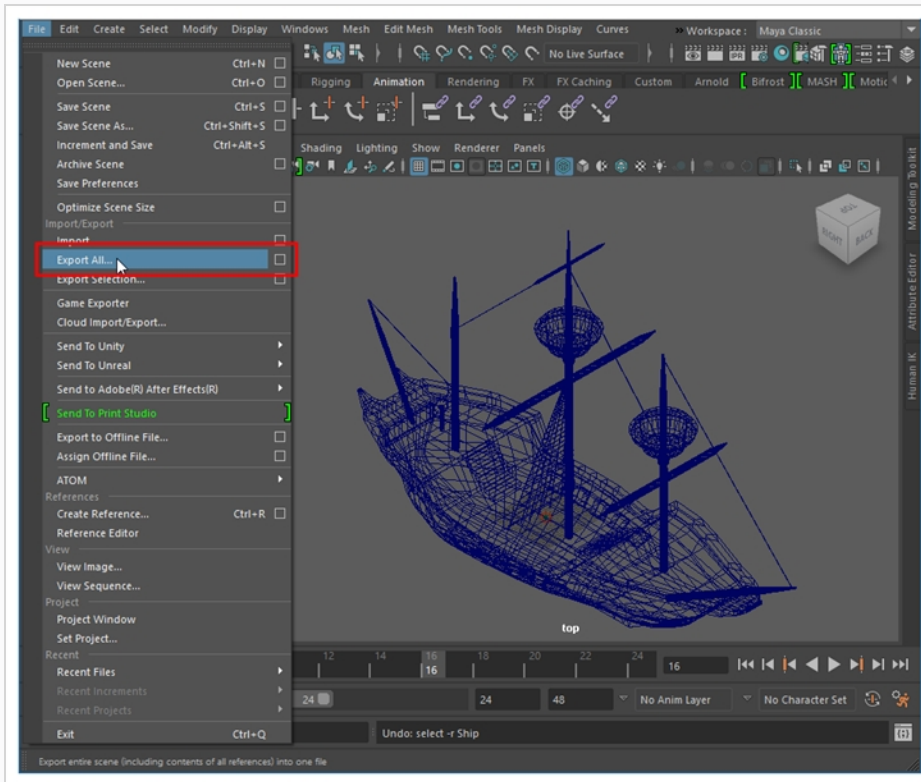 File Edit Create Select Modify Display Windows Mesh Edit Mesh Mesh Tools Mesh Display Curves » Workspace : Maya Classic
No Live Surface
Rigging Animation Rendering FX FX Caching Custom Arnold Bifrost MASH Motic
Shading Lighting Show Renderer Panels
New Scene Ctrl+N
Open Scene... Ctrl+O
Save Scene Ctrl+S
Save Scene As... Ctrl+Shift+S
Increment and Save Ctrl+Alt+S
Archive Scene
Save Preferences
Optimize Scene Size
Import/Export
Import...
Export All...
Export Selection...
Game Exporter
Cloud Import/Export...
Send To Unity
Send To Unreal
Send to Adobe(R) After Effects(R)
Send To Print Studio
Export to Offline File...
Assign Offline File...
ATOM
References
Create Reference... Ctrl+R
Reference Editor
View
View Image...
View Sequence...
Project
Project Window
Set Project...
Recent
Recent Files
Recent Increments
Recent Projects
Exit Ctrl+Q
TOP
RIGHT BACK
Modeling Toolkit
Attribute Editor
Human IK
top
12 14 16 18 20 22 24
16 16
24 24 48 No Anim Layer No Character Set
Undo: select -r Ship
Export entire scene (including contents of all references) into one file